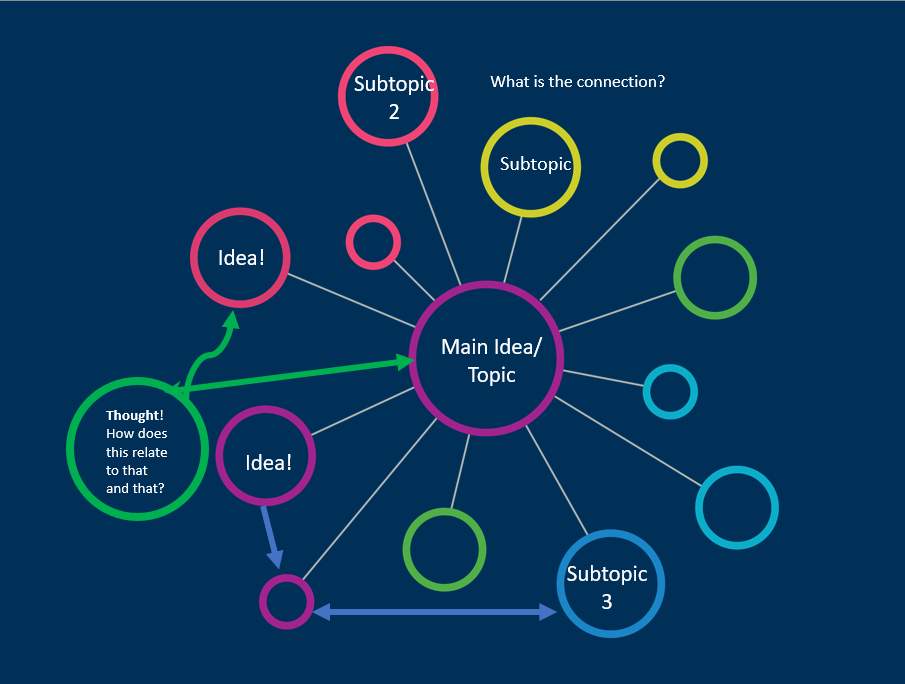 Subtopic
2
What is the connection?
Subtopic
Idea!
Main Idea/
Topic
Thought!
How does
this relate
to that
and that?
Idea!
Subtopic
3